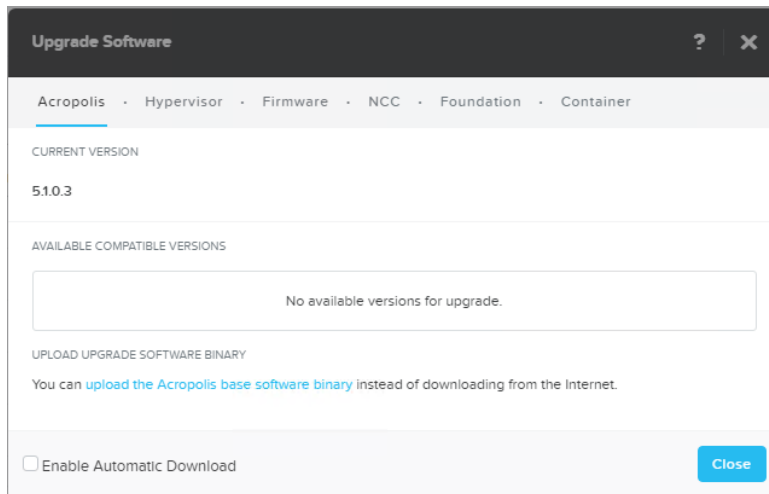 Upgrade Software
?
Acropolis · Hypervisor · Firmware · NCC · Foundation · Container
CURRENT VERSION
5.1.0.3
AVAILABLE COMPATIBLE VERSIONS
No available versions for upgrade.
UPLOAD UPGRADE SOFTWARE BINARY
You can upload the Acropolis base software binary instead of downloading from the Internet.
Enable Automatic Download
Close